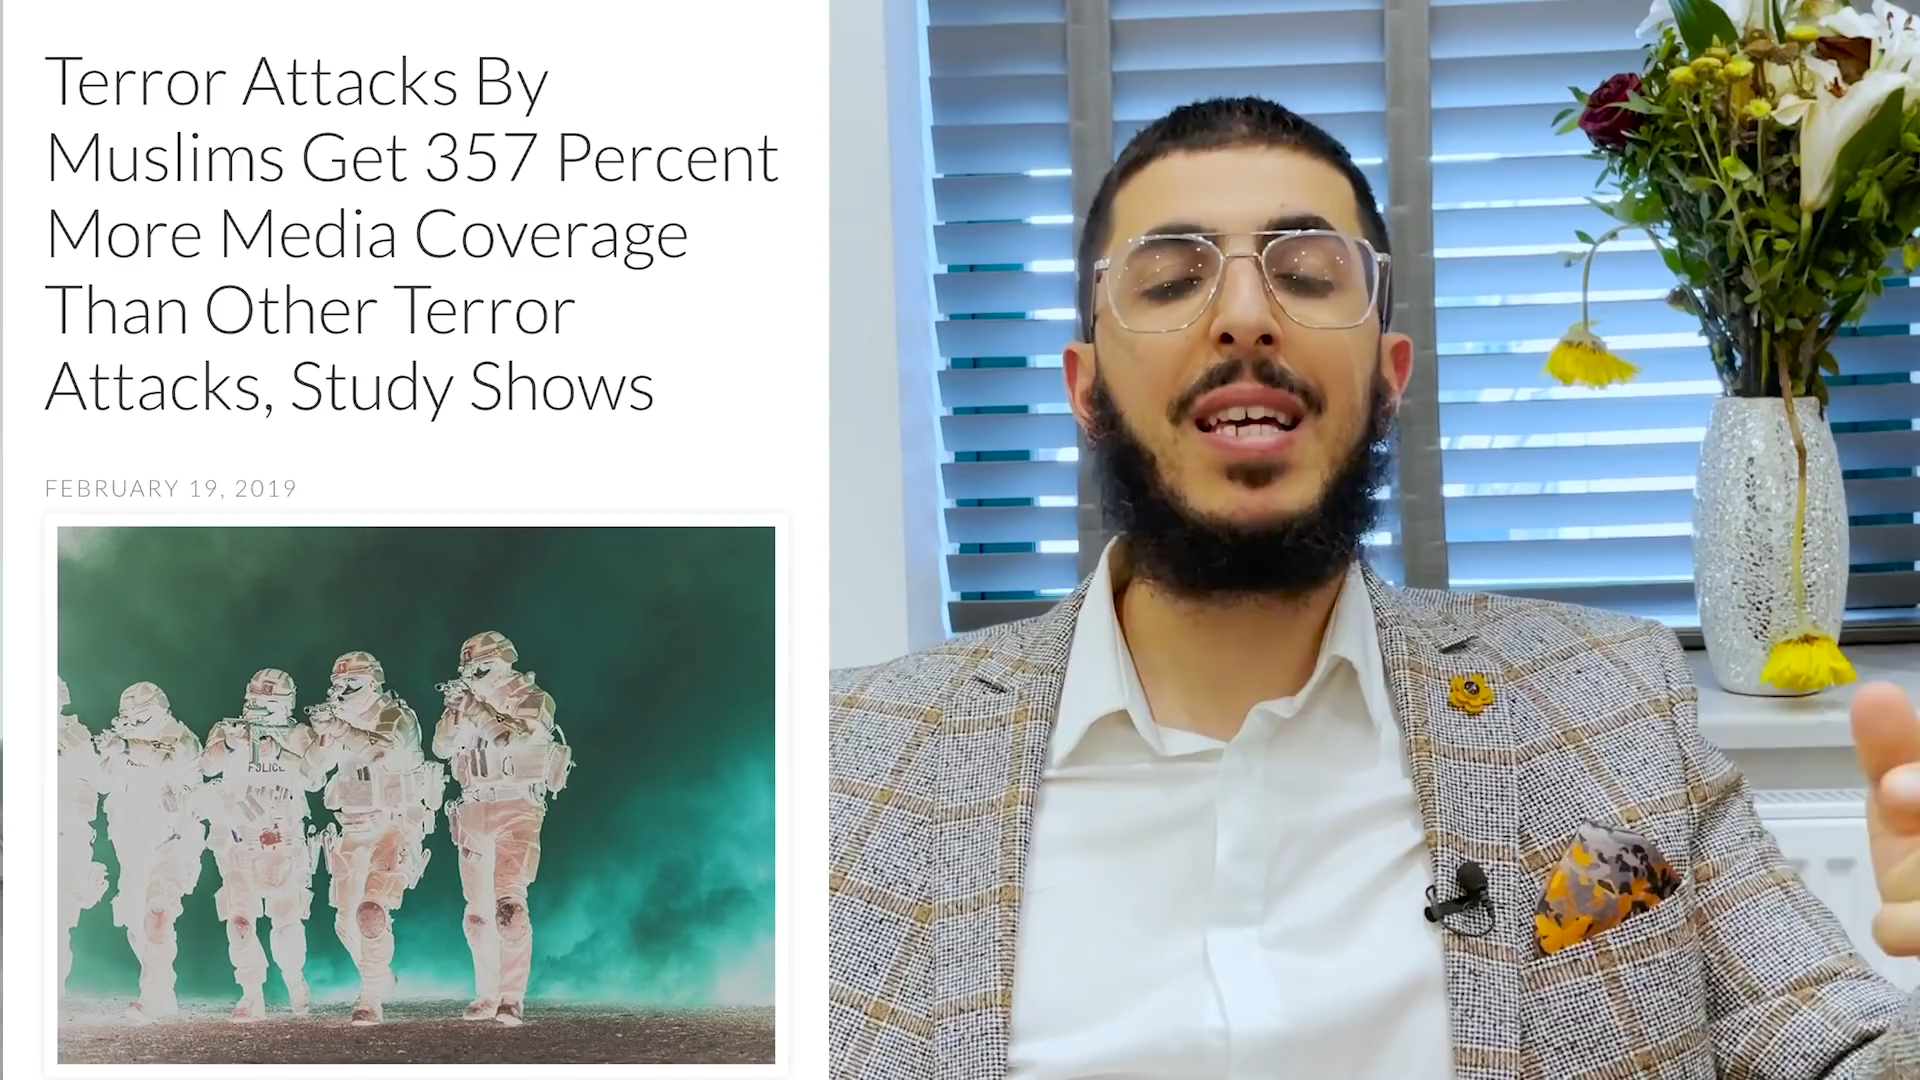 Terror Attacks By
Muslims Get 357 Percent
More Media Coverage
Than Other Terror
Attacks, Study Shows
FEBRUARY 19, 2019
POLICE